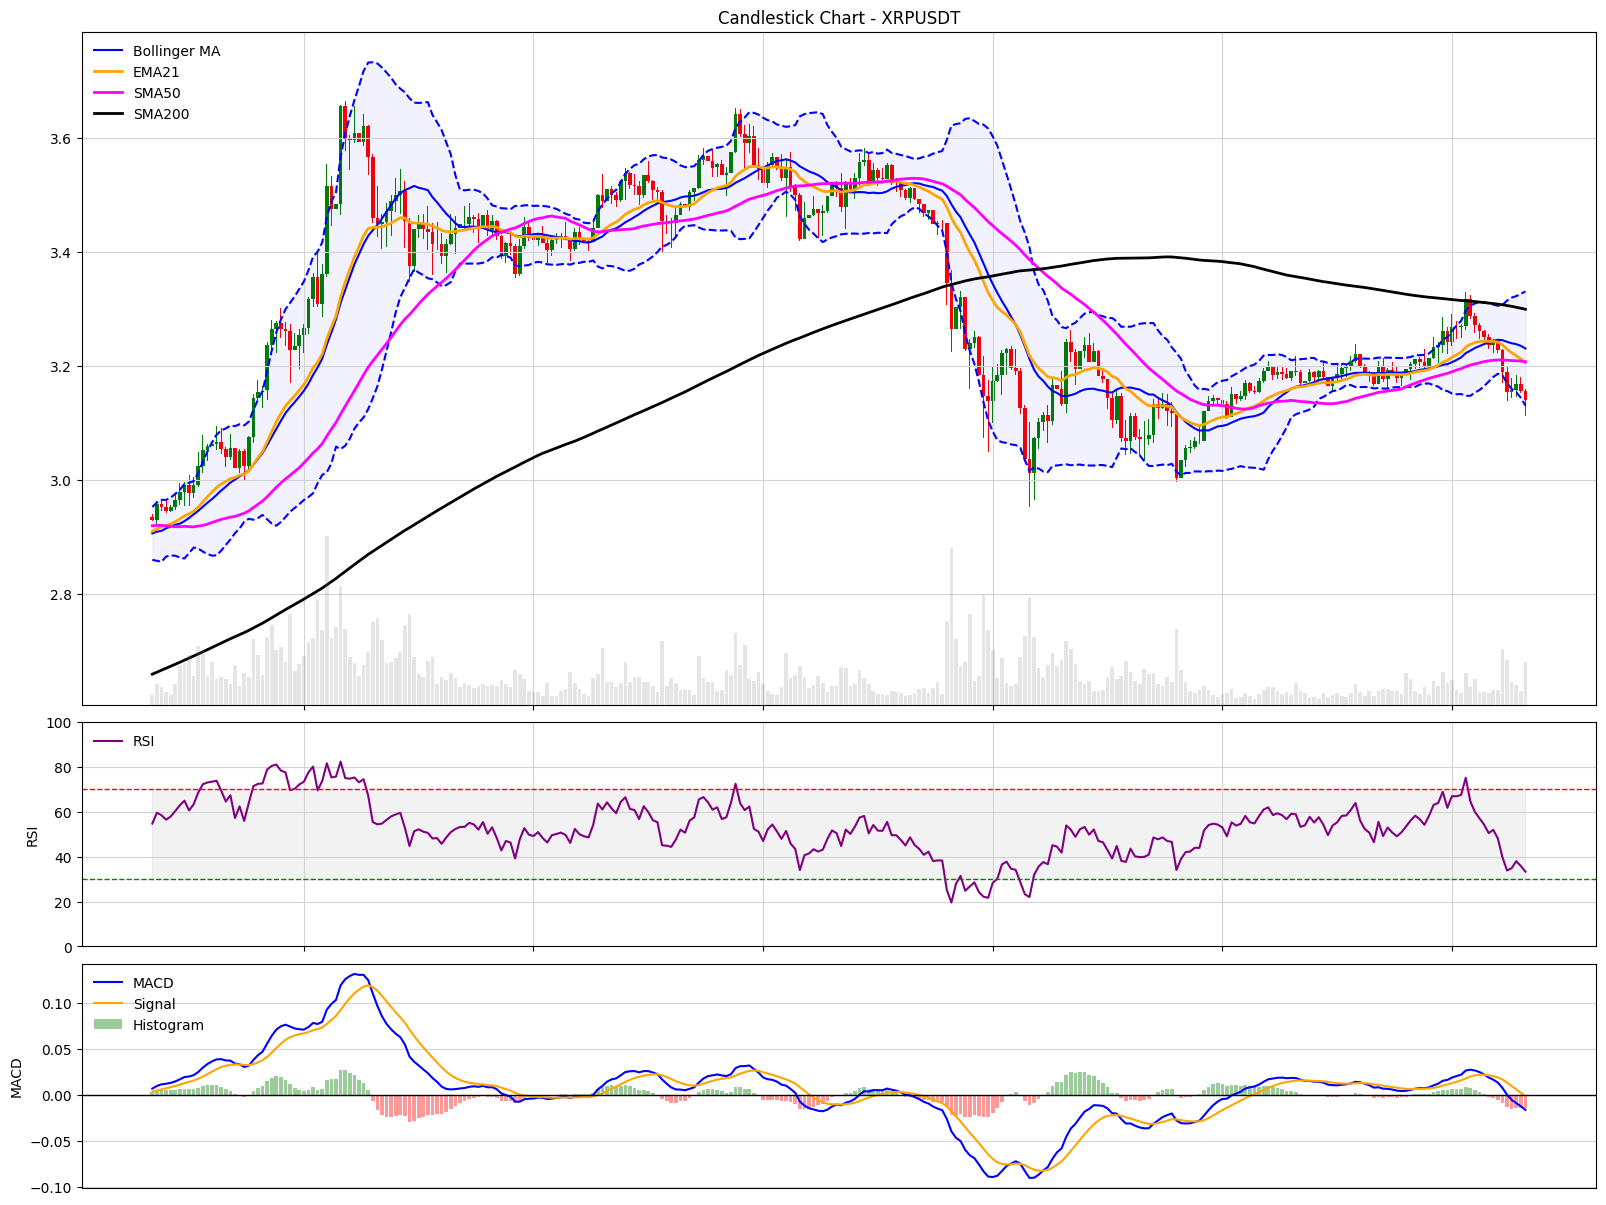 Candlestick Chart - XRPUSDT
Bollinger MA
EMA21
SMA50
SMA200
3.6
3.4
3.2
3.0
2.8
100
80
60
40
20
0
RSI
RSI
MACD
Signal
Histogram
0.10
0.05
0.00
−0.05
−0.10
MACD